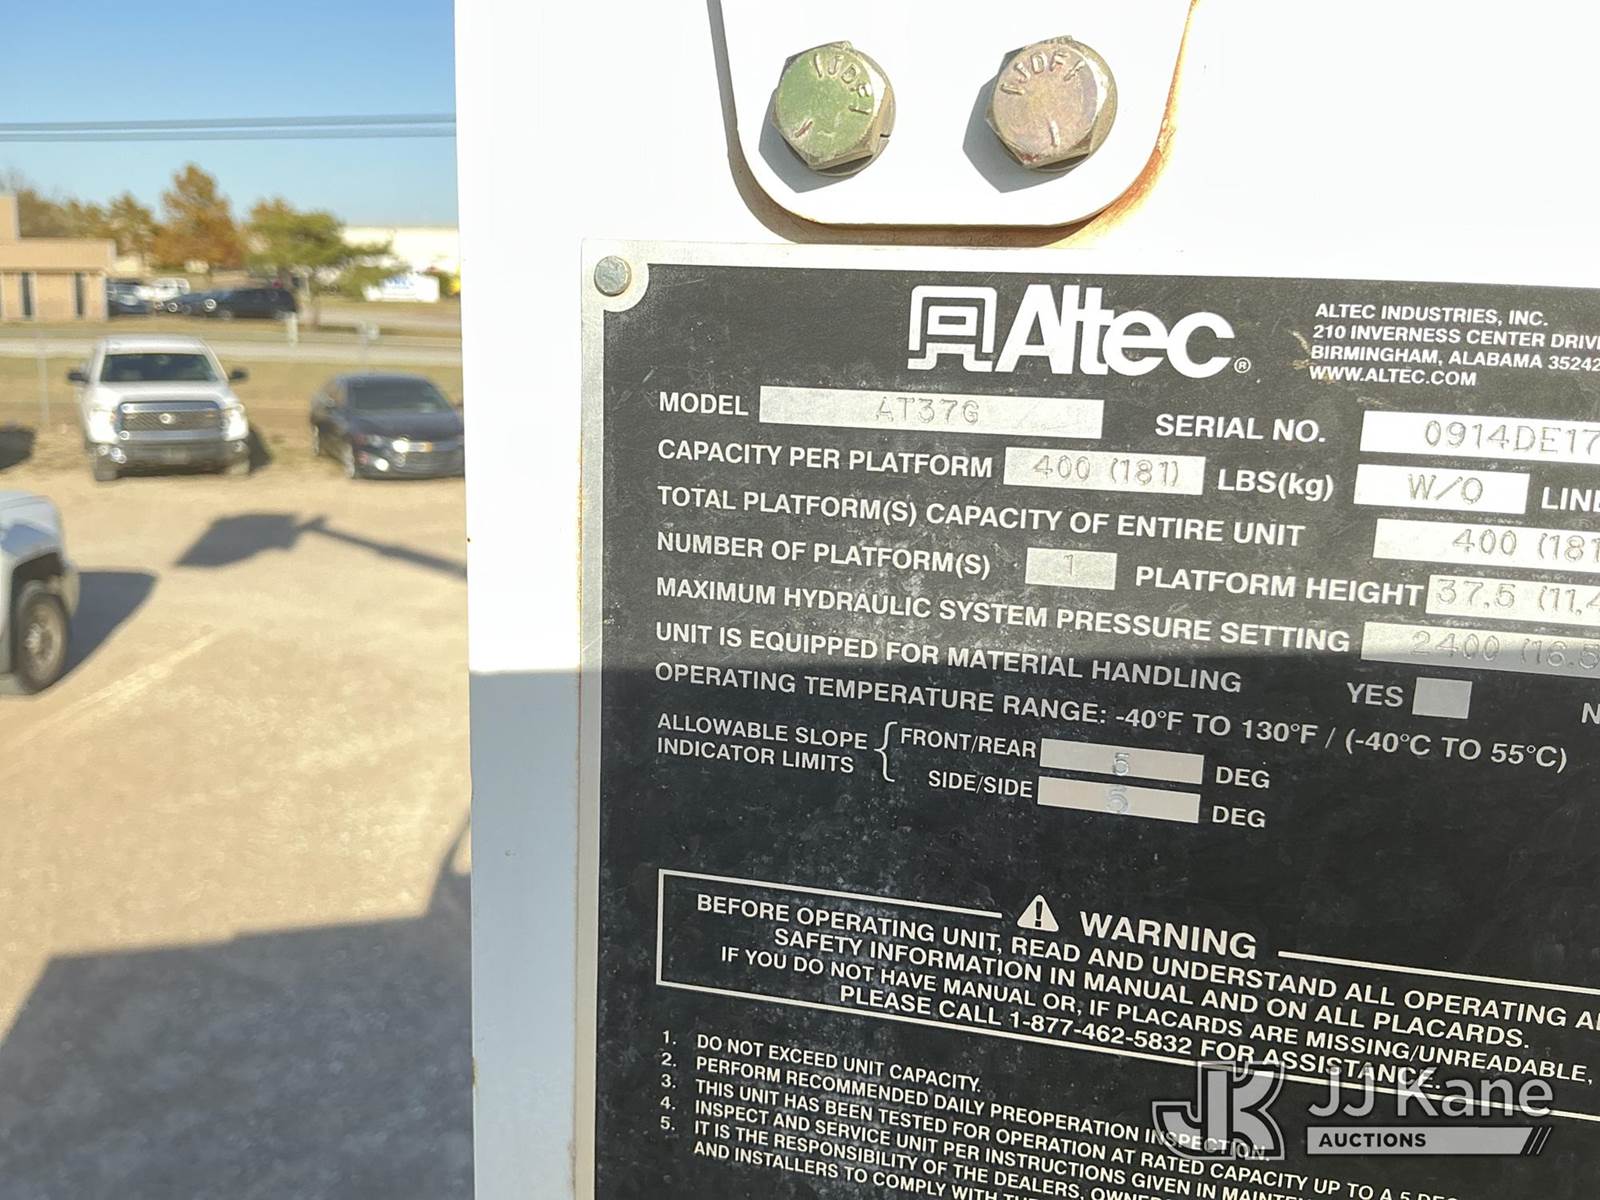 JDF
JDF
Altec®
ALTEC INDUSTRIES, INC.
210 INVERNESS CENTER
BIRMINGHAM, ALABAMA 35242
WWW.ALTEC.COM
MODEL AT37G SERIAL NO. 0914DE17
CAPACITY PER PLATFORM 400 (181) LBS(kg) W/O
TOTAL PLATFORM(S) CAPACITY OF ENTIRE UNIT 400 (181
NUMBER OF PLATFORM(S) 1 PLATFORM HEIGHT 37.5 (11.4
MAXIMUM HYDRAULIC SYSTEM PRESSURE SETTING 2400 (16.5
UNIT IS EQUIPPED FOR MATERIAL HANDLING YES
OPERATING TEMPERATURE RANGE: -40°F TO 130°F / (-40°C TO 55°C)
ALLOWABLE SLOPE INDICATOR LIMITS
FRONT/REAR 5 DEG
SIDE/SIDE 5 DEG
WARNING
BEFORE OPERATING UNIT, READ AND UNDERSTAND ALL OPERATING
SAFETY INFORMATION IN MANUAL AND ON ALL PLACARDS.
IF YOU DO NOT HAVE MANUAL OR, IF PLACARDS ARE MISSING/UNREADABLE,
PLEASE CALL 1-877-462-5832 FOR ASSISTANCE.
1. DO NOT EXCEED UNIT CAPACITY.
2. PERFORM RECOMMENDED DAILY PREOPERATION INSPECTION.
3. THIS UNIT HAS BEEN TESTED FOR OPERATION AT RATED CAPACITY UP TO A 5
4. INSPECT AND SERVICE UNIT PER INSTRUCTIONS GIVEN IN
5. IT IS THE RESPONSIBILITY OF THE DEALERS,
AND INSTALLERS TO COMPLY WITH
JK JJ Kane
AUCTIONS